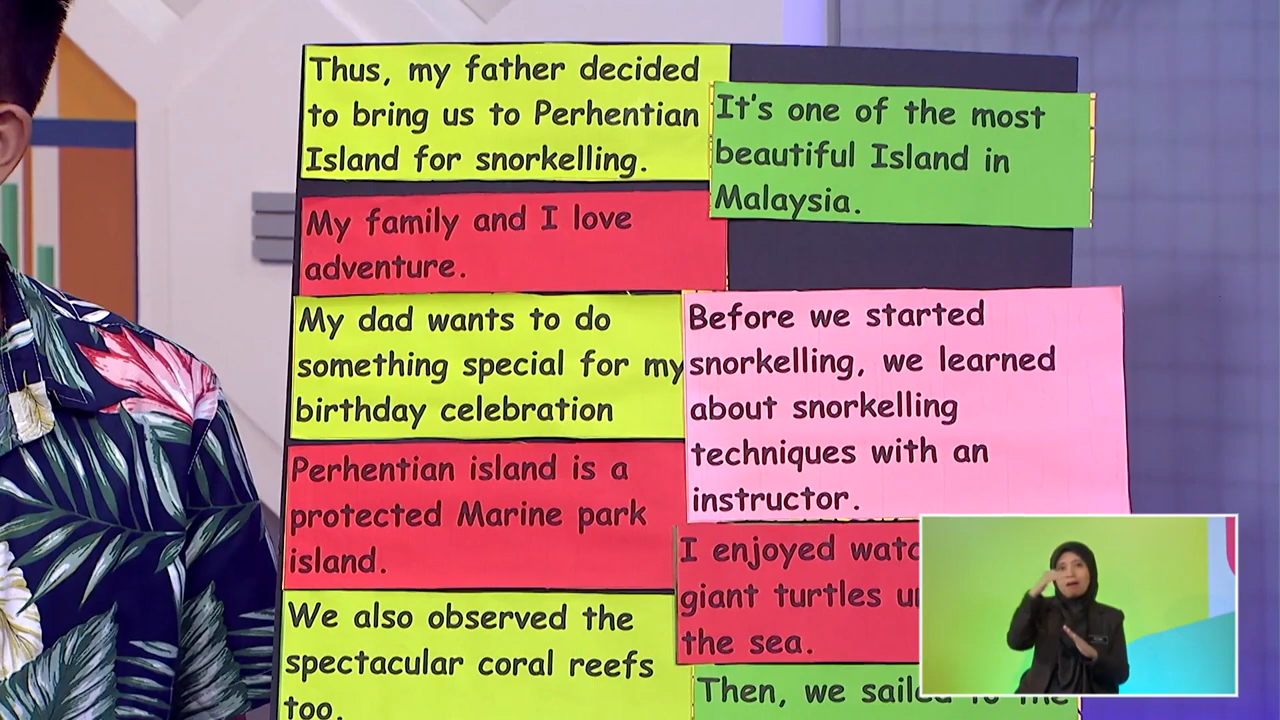 Thus, my father decided
to bring us to Perhentian
Island for snorkelling.
My family and I love
adventure.
My dad wants to do
something special for my
birthday celebration
Perhentian island is a
protected Marine park
island.
We also observed the
spectacular coral reefs
too.
It's one of the most
beautiful Island in
Malaysia.
Before we started
snorkelling, we learned
about snorkelling
techniques with an
instructor.
I enjoyed
giant turtles
the sea.
Then, we sailed to the